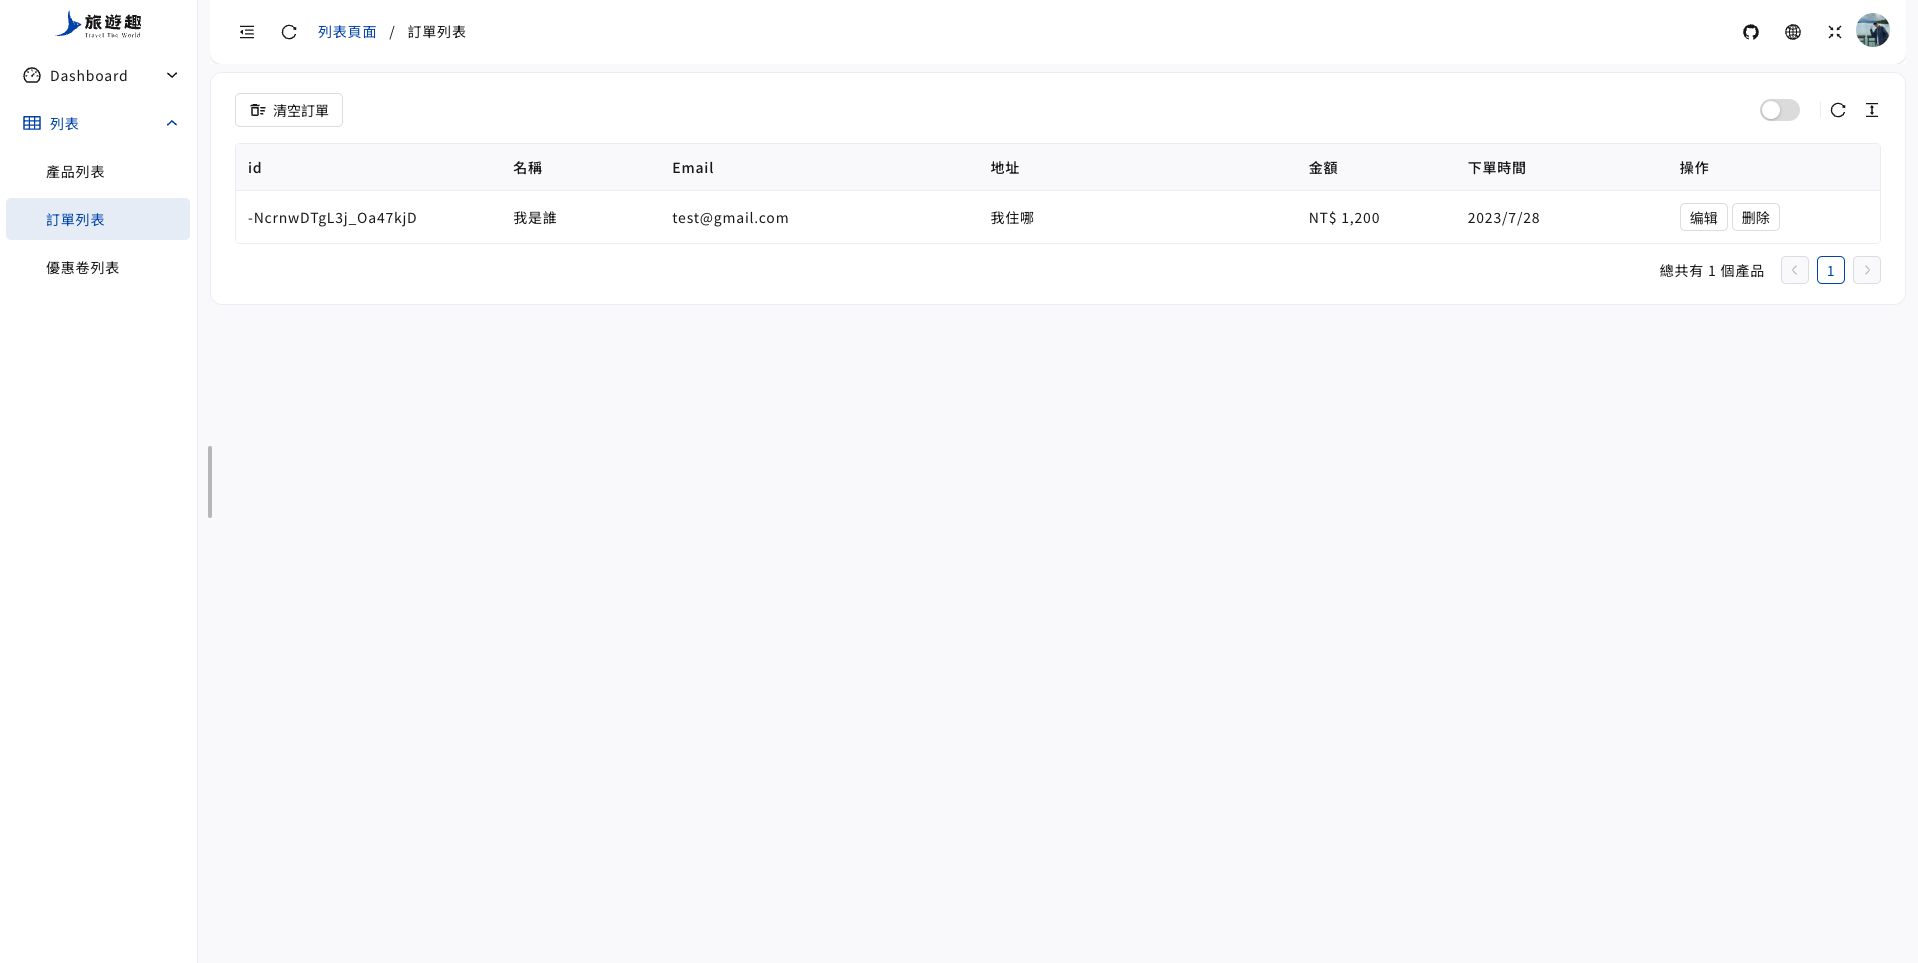 旅遊趣
Travel The World
Dashboard
列表
產品列表
訂單列表
優惠卷列表
列表頁面 / 訂單列表
清空訂單
id 名稱 Email 地址 金額 下單時間 操作
-NcrnwDTgL3j_Oa47kjD 我是誰 test@gmail.com 我住哪 NT$ 1,200 2023/7/28 编辑 删除
總共有 1 個產品 1